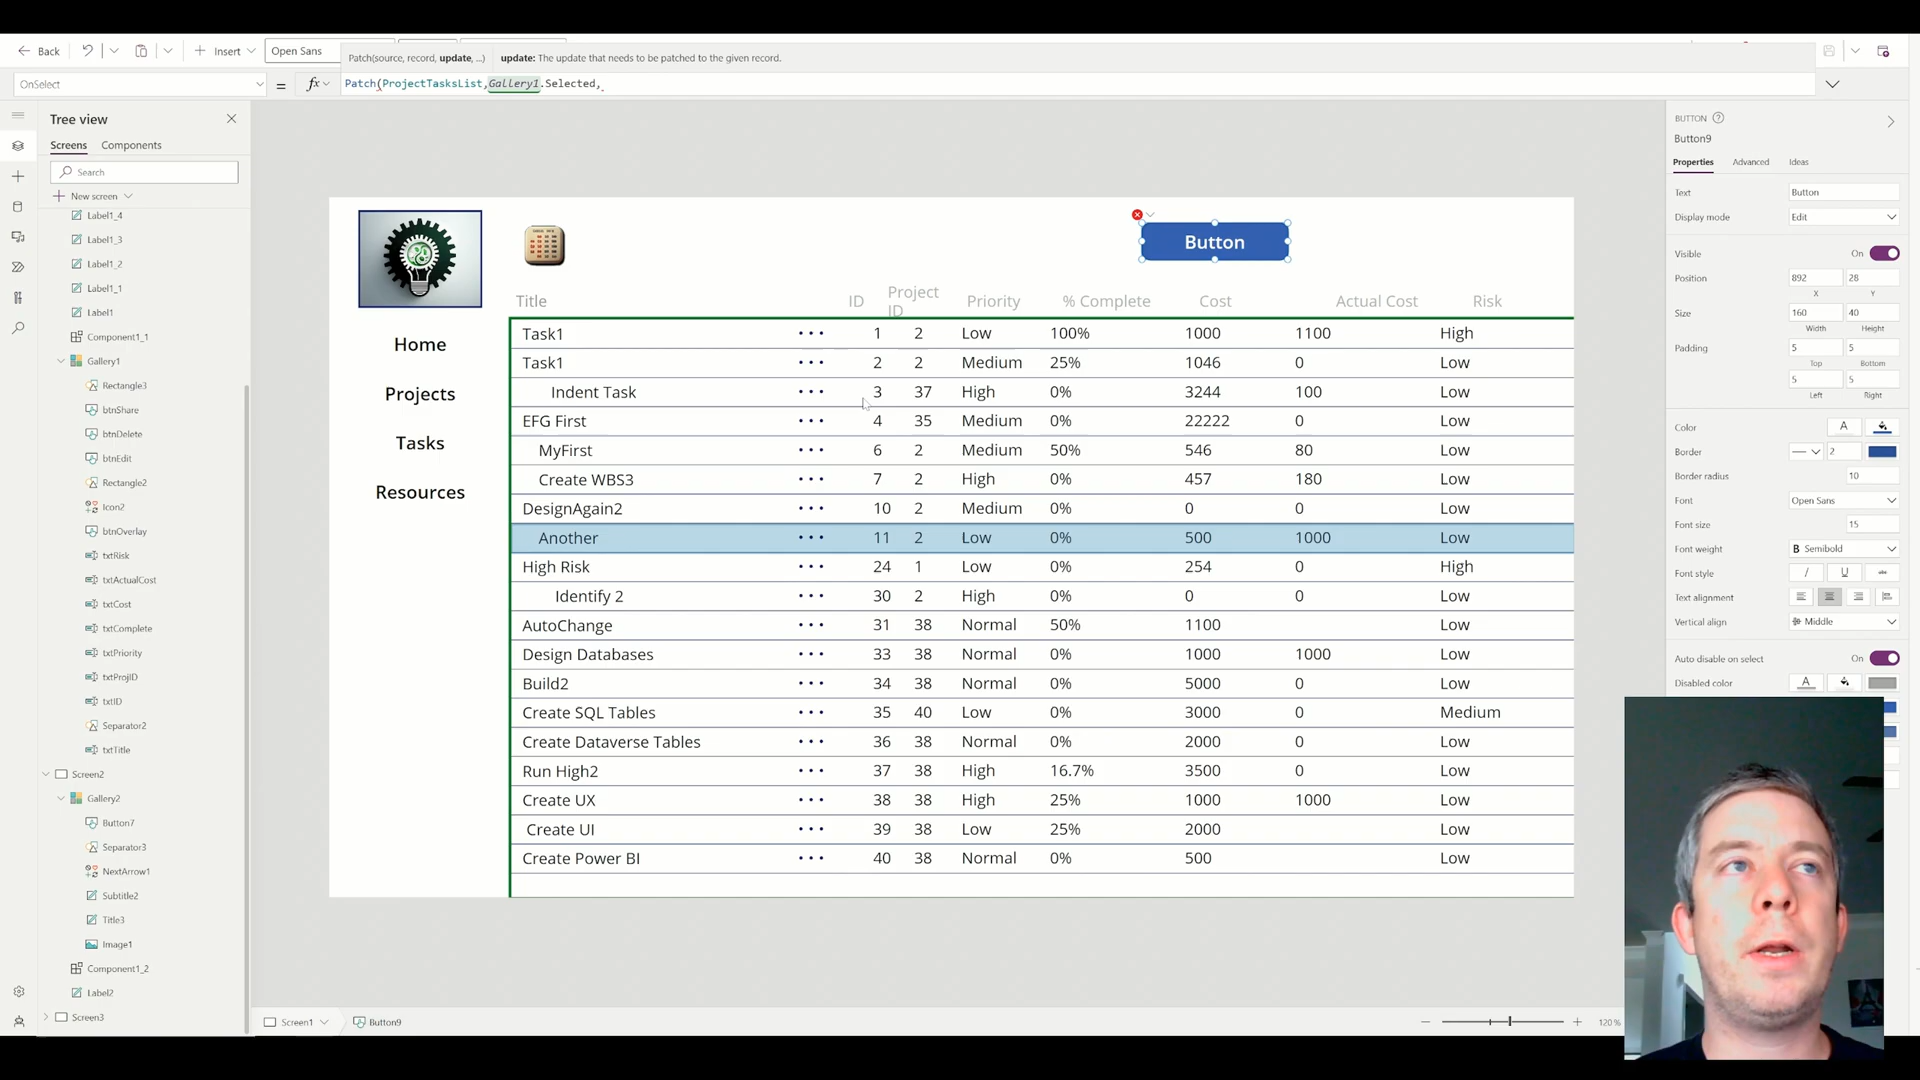 Back
Insert
Open Sans
Patch(source, record, update, ...)
update: The update that needs to be patched to the given record.
OnSelect
=
fx
Patch(ProjectTasksList,Gallery1.Selected,
Tree view
Screens
Components
Search
New screen
Label1_4
Label1_3
Label1_2
Label1_1
Label1
Component1_1
Gallery1
Rectangle3
btnShare
btnDelete
btnEdit
Rectangle2
Icon2
btnOverlay
txtRisk
txtActualCost
txtCost
txtComplete
txtPriority
txtProjID
txtID
Separator2
txtTitle
Screen2
Gallery2
Button7
Separator3
NextArrow1
Subtitle2
Title3
Image1
Component1_2
Label2
Screen3
Home
Projects
Tasks
Resources
Button
Title ID Project ID Priority % Complete Cost Actual Cost Risk
Task1 ... 1 2 Low 100% 1000 1100 High
Task1 ... 2 2 Medium 25% 1046 0 Low
Indent Task ... 3 37 High 0% 3244 100 Low
EFG First ... 4 35 Medium 0% 22222 0 Low
MyFirst ... 6 2 Medium 50% 546 80 Low
Create WBS3 ... 7 2 High 0% 457 180 Low
DesignAgain2 ... 10 2 Medium 0% 0 0 Low
Another ... 11 2 Low 0% 500 1000 Low
High Risk ... 24 1 Low 0% 254 0 High
Identify 2 ... 30 2 High 0% 0 0 Low
AutoChange ... 31 38 Normal 50% 1100 Low
Design Databases ... 33 38 Normal 0% 1000 1000 Low
Build2 ... 34 38 Normal 0% 5000 0 Low
Create SQL Tables ... 35 40 Low 0% 3000 0 Medium
Create Dataverse Tables ... 36 38 Normal 0% 2000 0 Low
Run High2 ... 37 38 High 16.7% 3500 0 Low
Create UX ... 38 38 High 25% 1000 1000 Low
Create UI ... 39 38 Low 25% 2000 Low
Create Power BI ... 40 38 Normal 0% 500 Low
Screen1
Button9
120 %
BUTTON
Button9
Properties
Advanced
Ideas
Text Button
Display mode Edit
Visible On
Position 892 28
X Y
Size 160 40
Width Height
Padding 5 5
Top Bottom
5 5
Left Right
Color A
Border 2
Border radius 10
Font Open Sans
Font size 15
Font weight B Semibold
Font style / U abc
Text alignment
Vertical align Middle
Auto disable on select On
Disabled color A